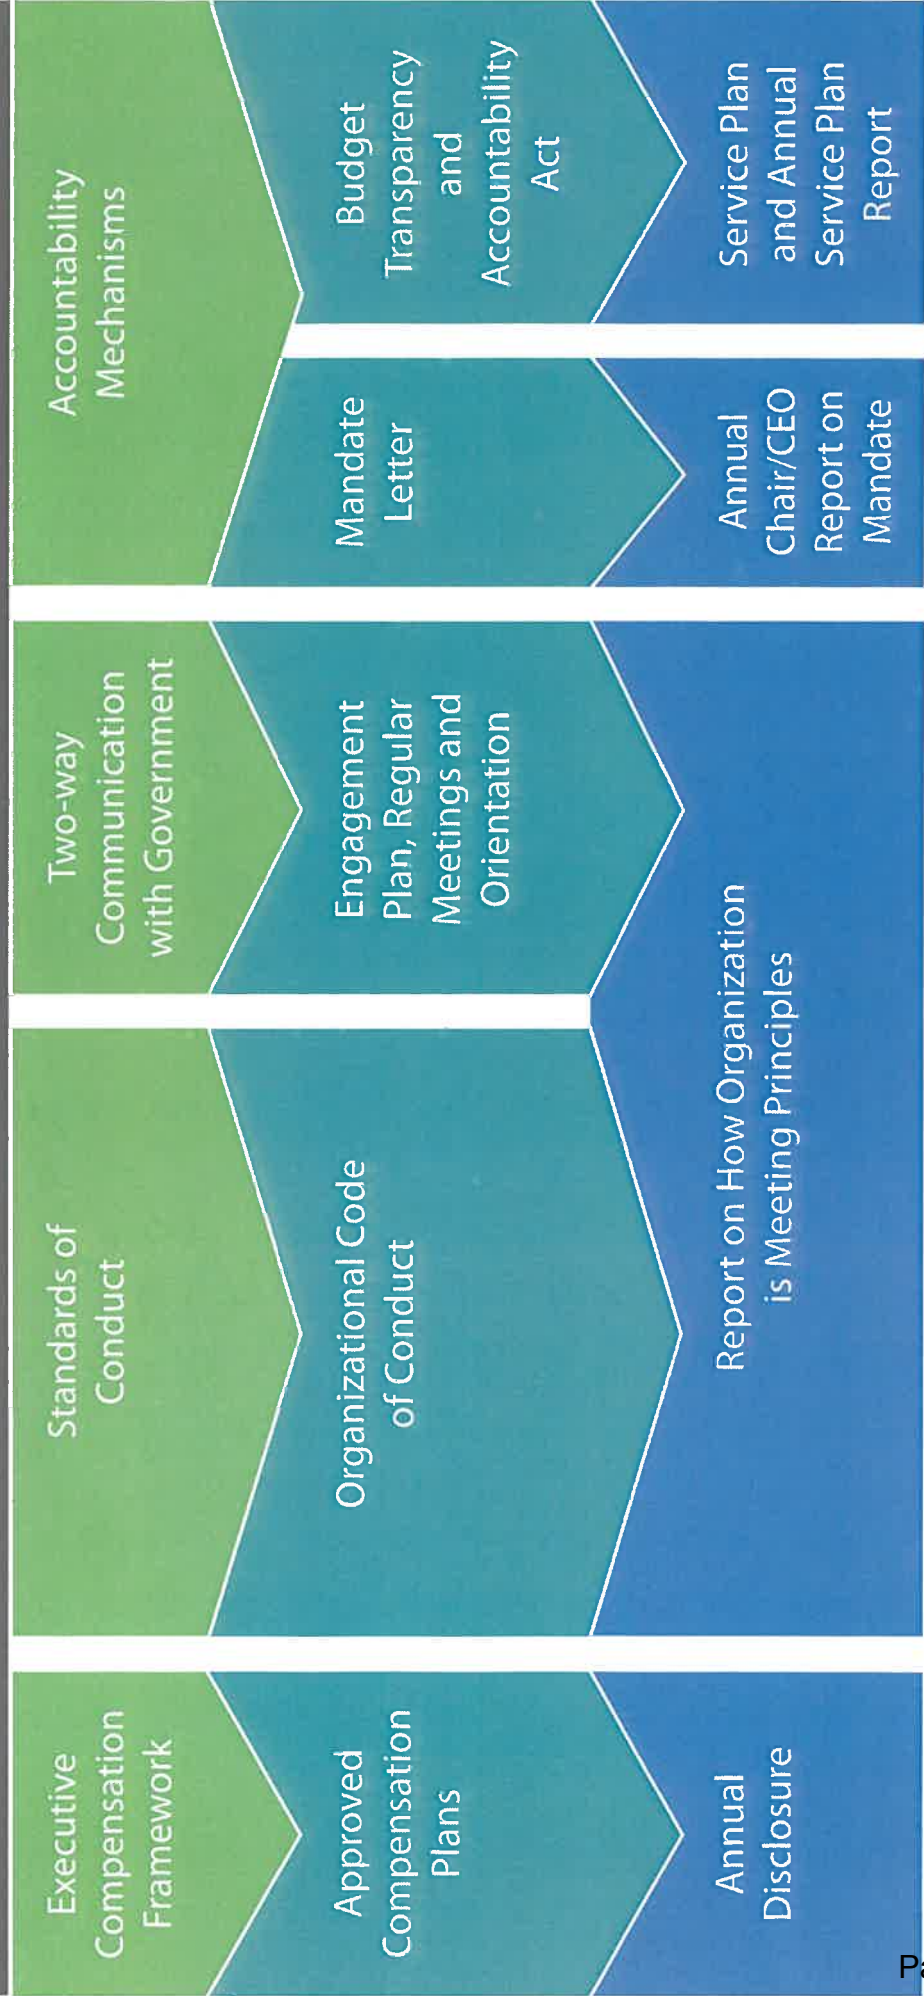 Executive
Compensation
Framework
Standards of
Conduct
Two-way
Communication
with Government
Accountability
Mechanisms
Approved
Compensation
Plans
Organizational Code
of Conduct
Engagement
Plan, Regular
Meetings and
Orientation
Mandate
Letter
Budget
Transparency
and
Accountability
Act
Annual
Disclosure
Report on How Organization
is Meeting Principles
Annual
Chair/CEO
Report on
Mandate
Service Plan
and Annual
Service Plan
Report